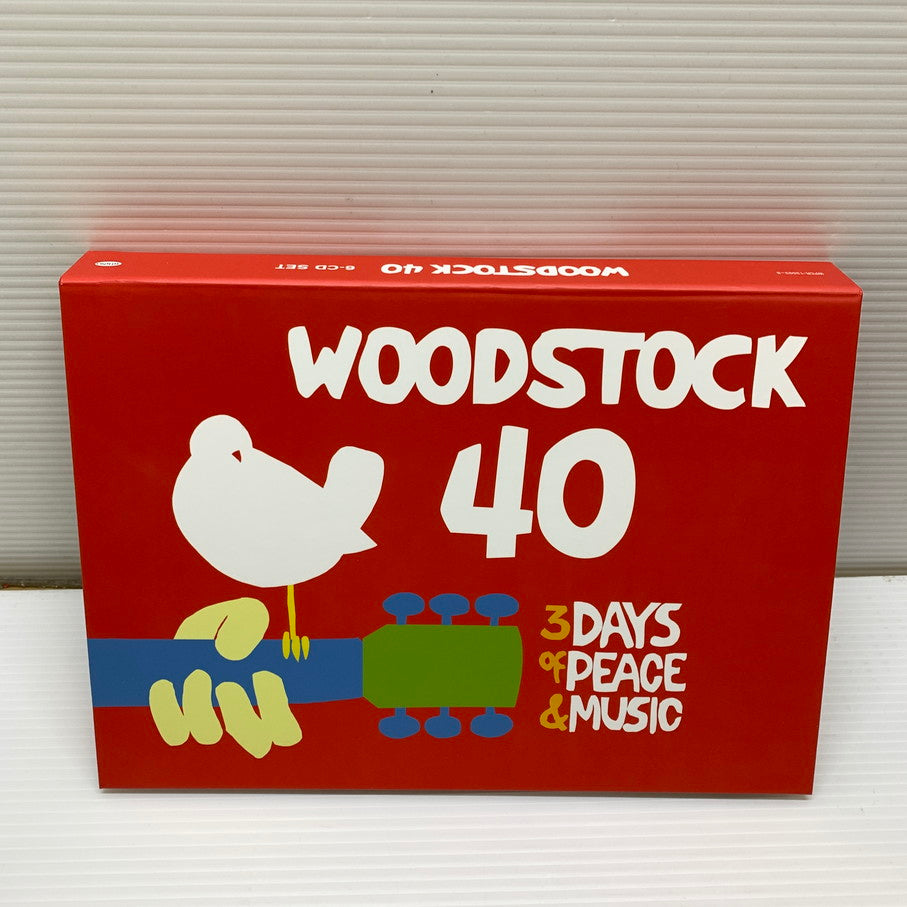 WOODSTOCK 40 6-CD SET
WOODSTOCK
40
3 DAYS
of PEACE
& MUSIC